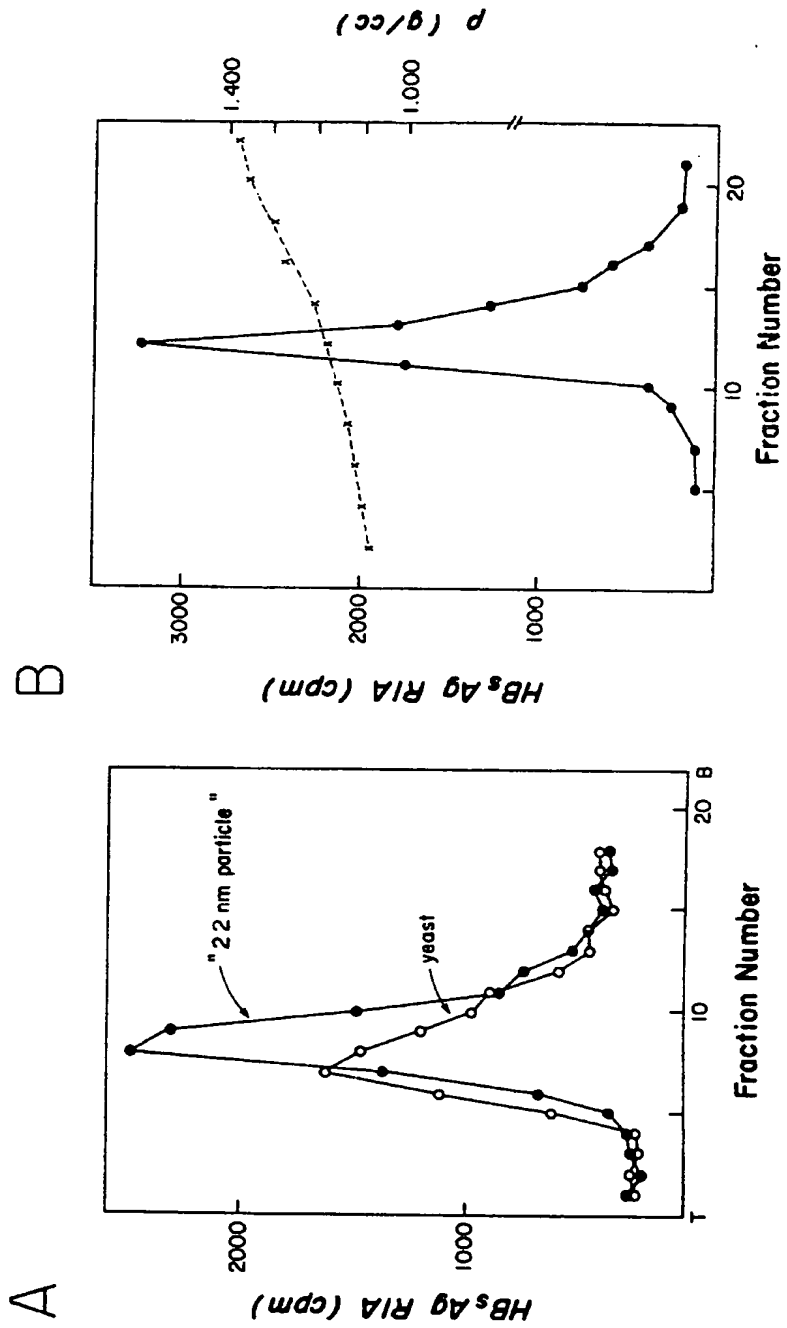 A
HBsAg RIA (cpm)
2000
1000
"22 nm particle"
yeast
T
10
20
B
Fraction Number
B
HBsAg RIA (cpm)
3000
2000
1000
10
20
Fraction Number
1.400
1.000
ρ (g/cc)